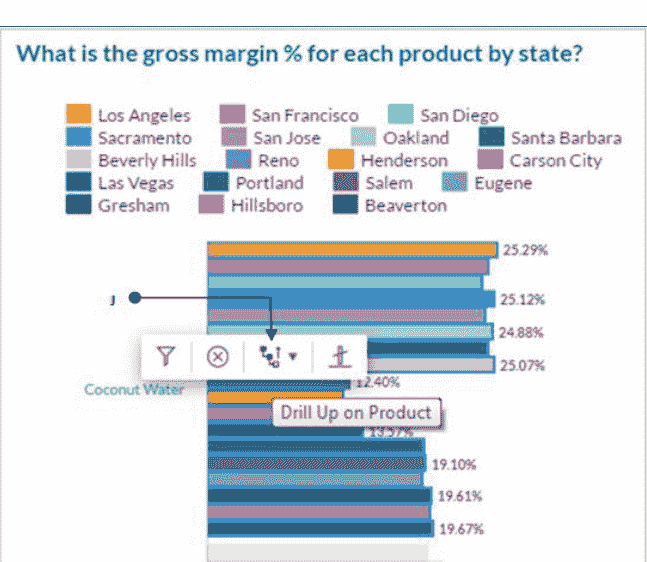 What is the gross margin % for each product by state?
Los Angeles San Francisco San Diego
Sacramento San Jose Oakland Santa Barbara
Beverly Hills Reno Henderson Carson City
Las Vegas Portland Salem Eugene
Gresham Hillsboro Beaverton
25.29%
J
25.12%
24.88%
25.07%
12.40%
Coconut Water
Drill Up on Product
13.57%
19.10%
19.61%
19.67%